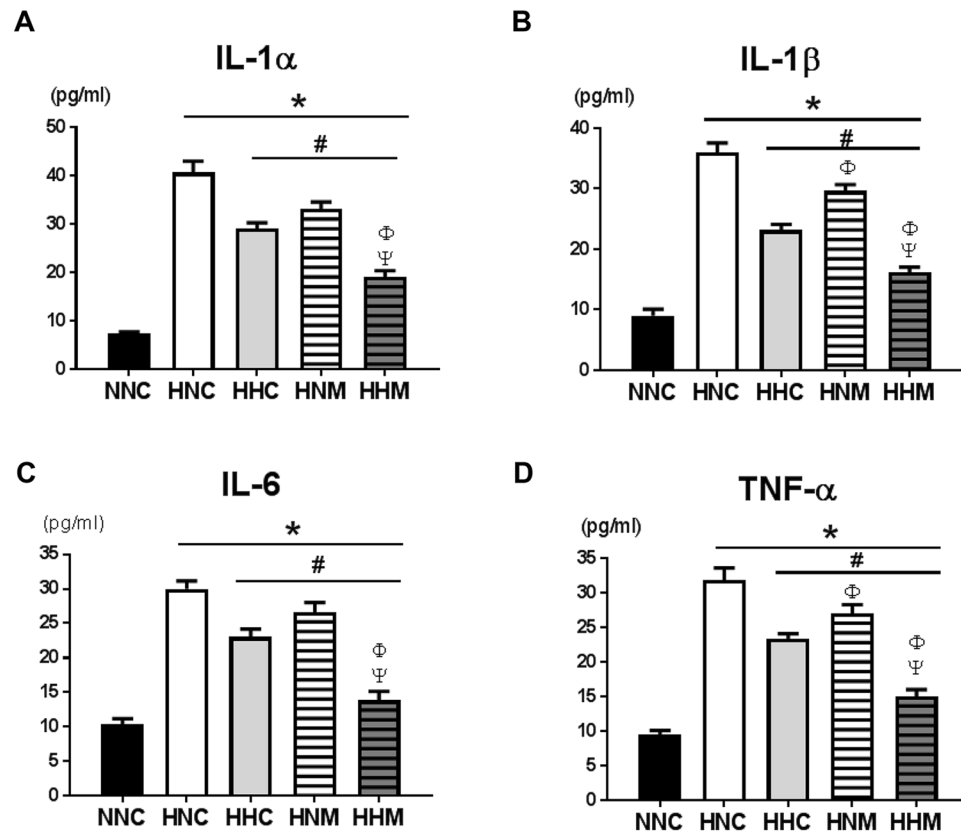 A
IL-1α
(pg/ml)
*
#
50
40
30
20
10
0
Φ
Ψ
NNC HNC HHC HNM HHM
B
IL-1β
(pg/ml)
*
#
40
30
20
10
0
Φ
Φ
Ψ
NNC HNC HHC HNM HHM
C
IL-6
(pg/ml)
*
#
35
30
25
20
15
10
5
0
Φ
Ψ
NNC HNC HHC HNM HHM
D
TNF-α
(pg/ml)
*
#
35
30
25
20
15
10
5
0
Φ
Φ
Ψ
NNC HNC HHC HNM HHM